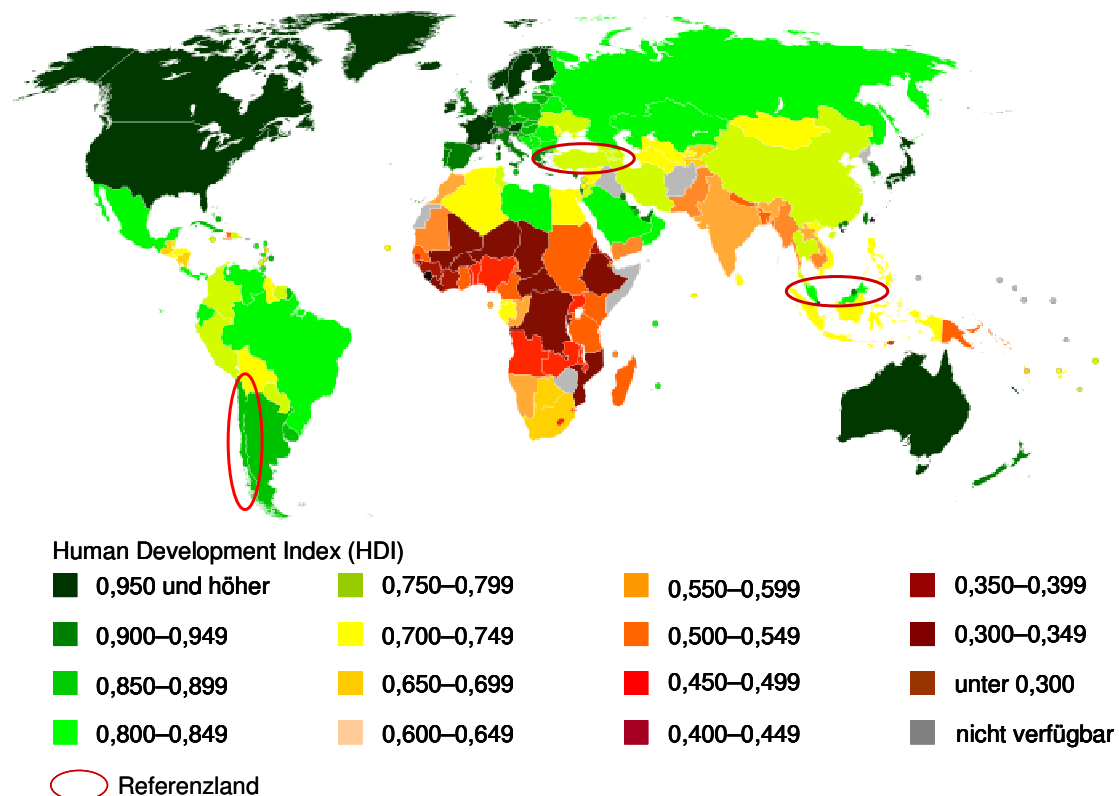 Human Development Index (HDI)
0,950 und höher
0,900–0,949
0,850–0,899
0,800–0,849
0,750–0,799
0,700–0,749
0,650–0,699
0,600–0,649
0,550–0,599
0,500–0,549
0,450–0,499
0,400–0,449
0,350–0,399
0,300–0,349
unter 0,300
nicht verfügbar
Referenzland